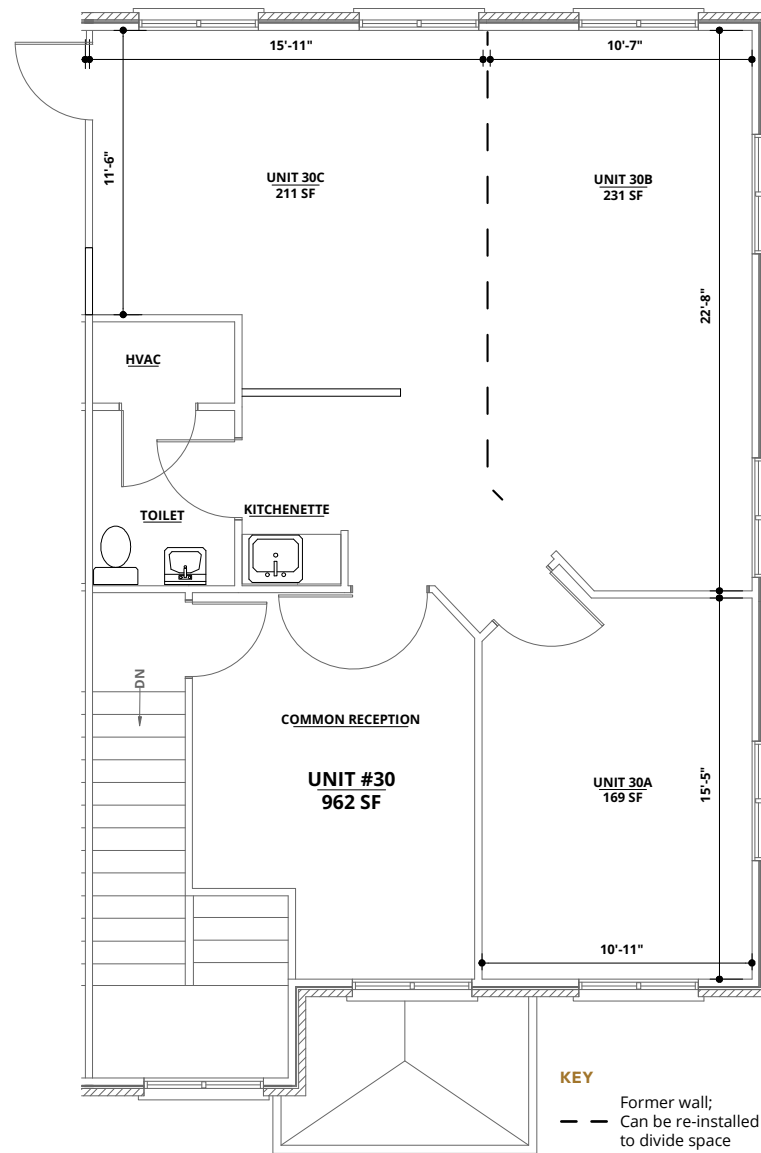 15'-11"
10'-7"
11'-6"
UNIT 30C
211 SF
UNIT 30B
231 SF
22'-8"
HVAC
TOILET
KITCHENETTE
DN
COMMON RECEPTION
UNIT #30
962 SF
UNIT 30A
169 SF
15'-5"
10'-11"
KEY
Former wall;
Can be re-installed
to divide space